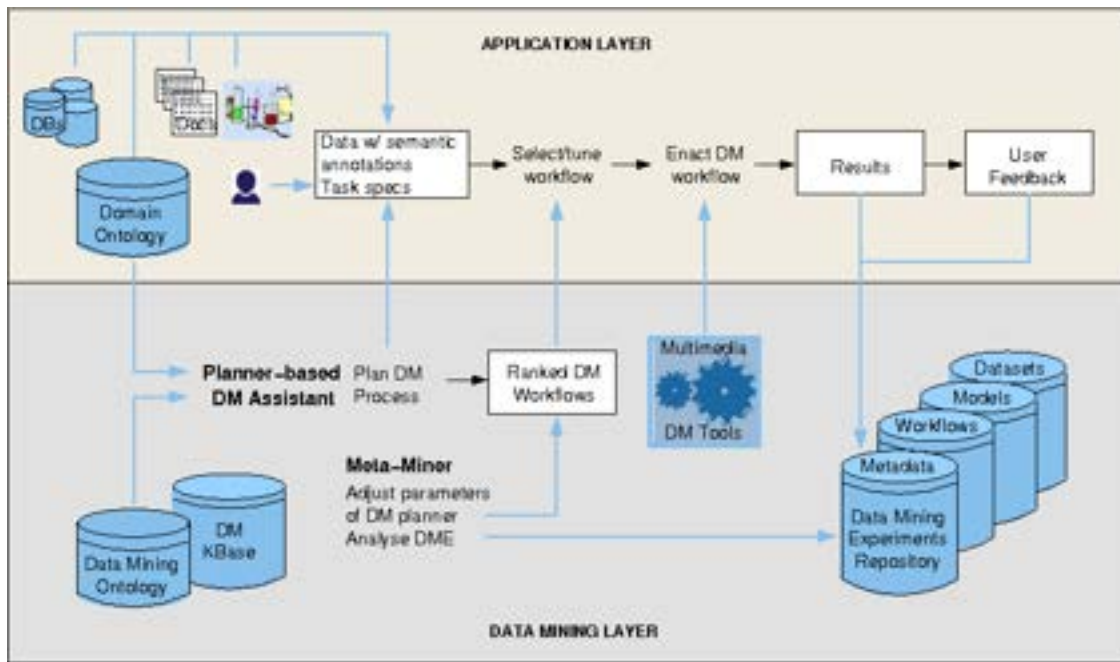 APPLICATION LAYER
DBs
Data
Data w/ semantic
annotations
Task specs
Select/tune
workflow
Enact DM
workflow
Results
User
Feedback
Domain
Ontology
Planner-based
DM Assistant
Plan DM
Process
Ranked DM
Workflows
Multimedia
DM Tools
Datasets
Models
Workflows
Metadata
Data Mining
Experiments
Repository
Meta-Miner
Adjust parameters
of DM planner
Analyse DME
DM
KBase
Data Mining
Ontology
DATA MINING LAYER